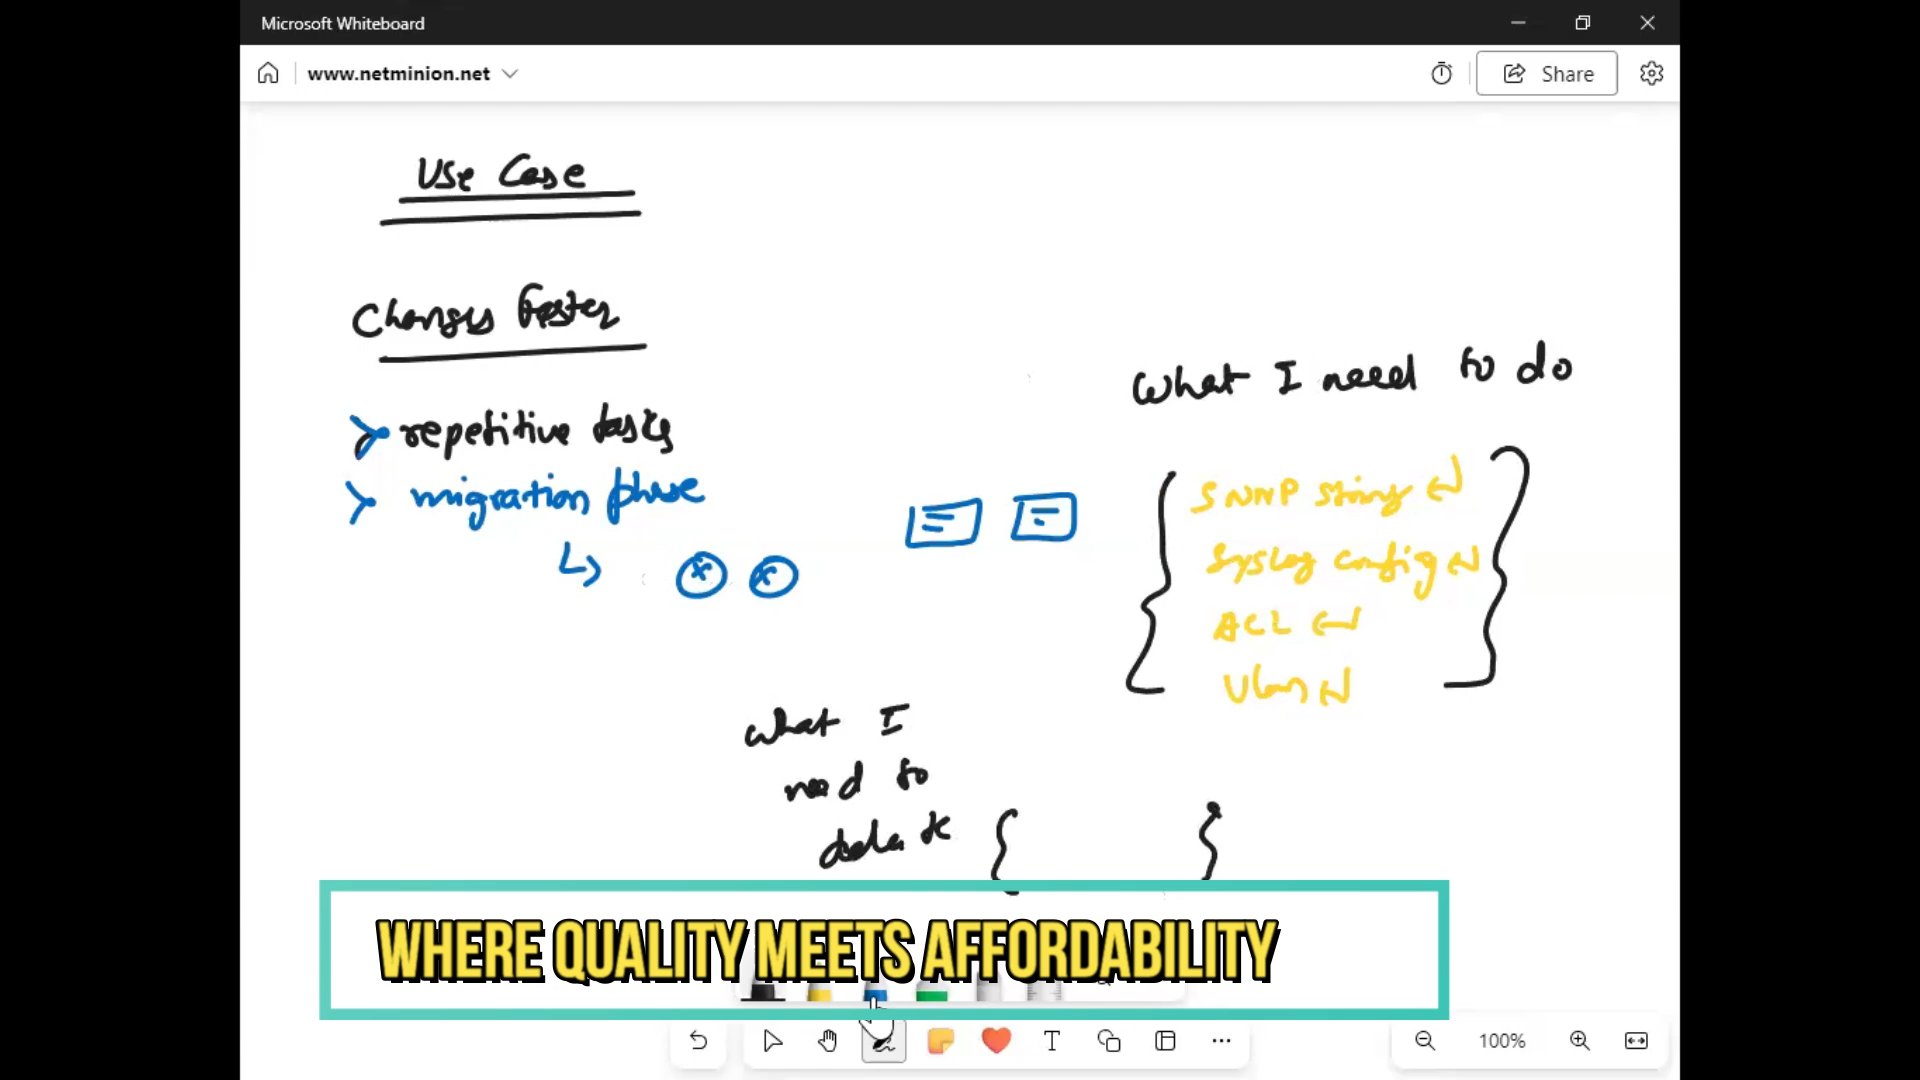 Microsoft Whiteboard
www.netminion.net
Share
Use Case
Changes Faster
What I need to do
repetitive tasks
migration phase
SNMP string
Syslog config
ACL
Vlan
what I
need to
delate
{ }
WHERE QUALITY MEETS AFFORDABILITY
T
100%